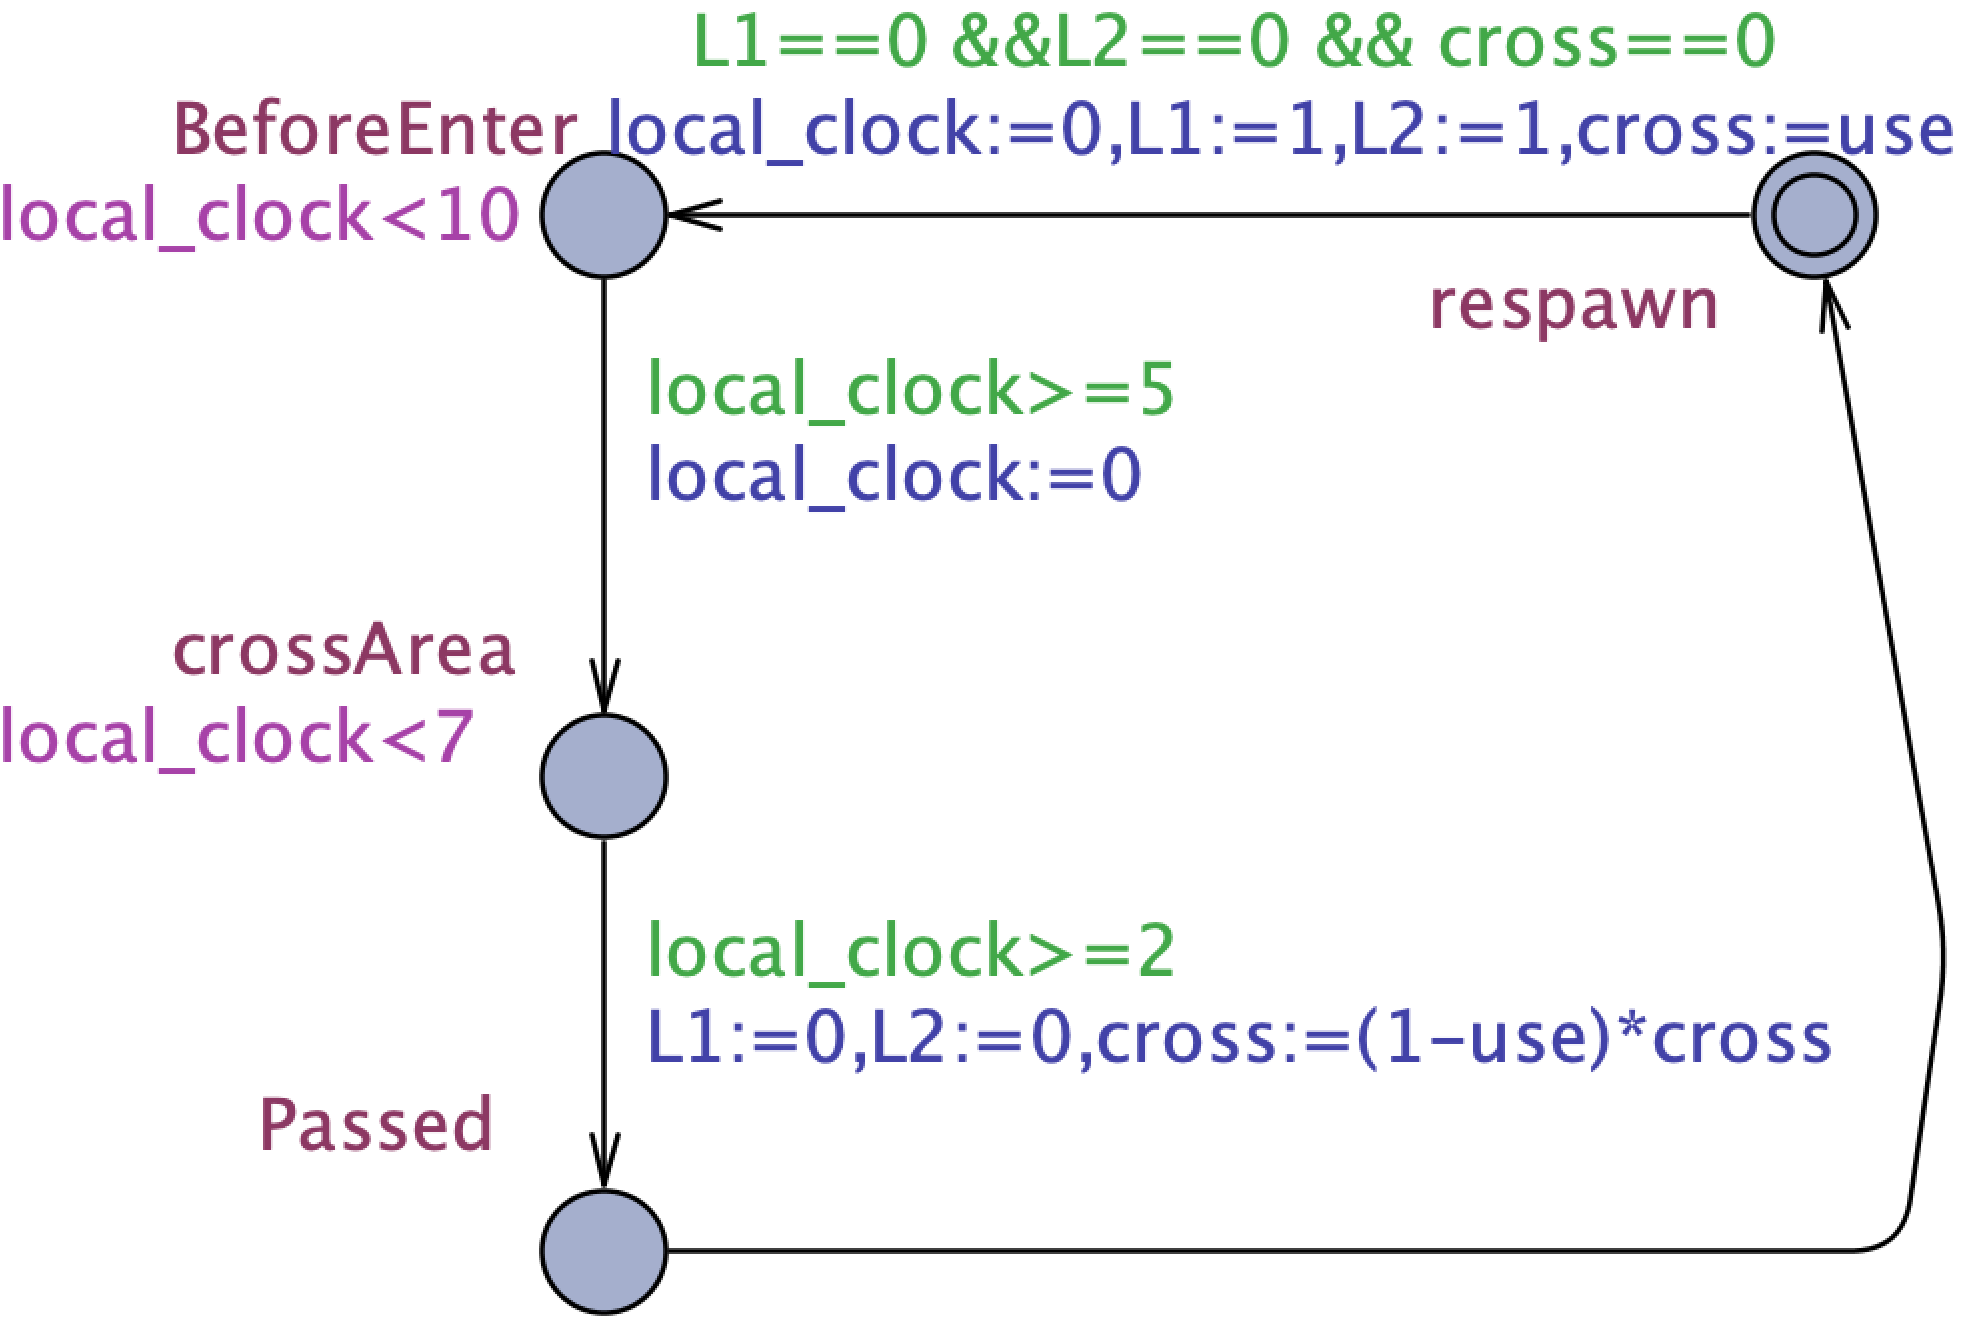 L1==0 &&L2==0 && cross==0
BeforeEnter local_clock:=0,L1:=1,L2:=1,cross:=use
local_clock<10
respawn
local_clock>=5
local_clock:=0
crossArea
local_clock<7
local_clock>=2
L1:=0,L2:=0,cross:=(1-use)*cross
Passed